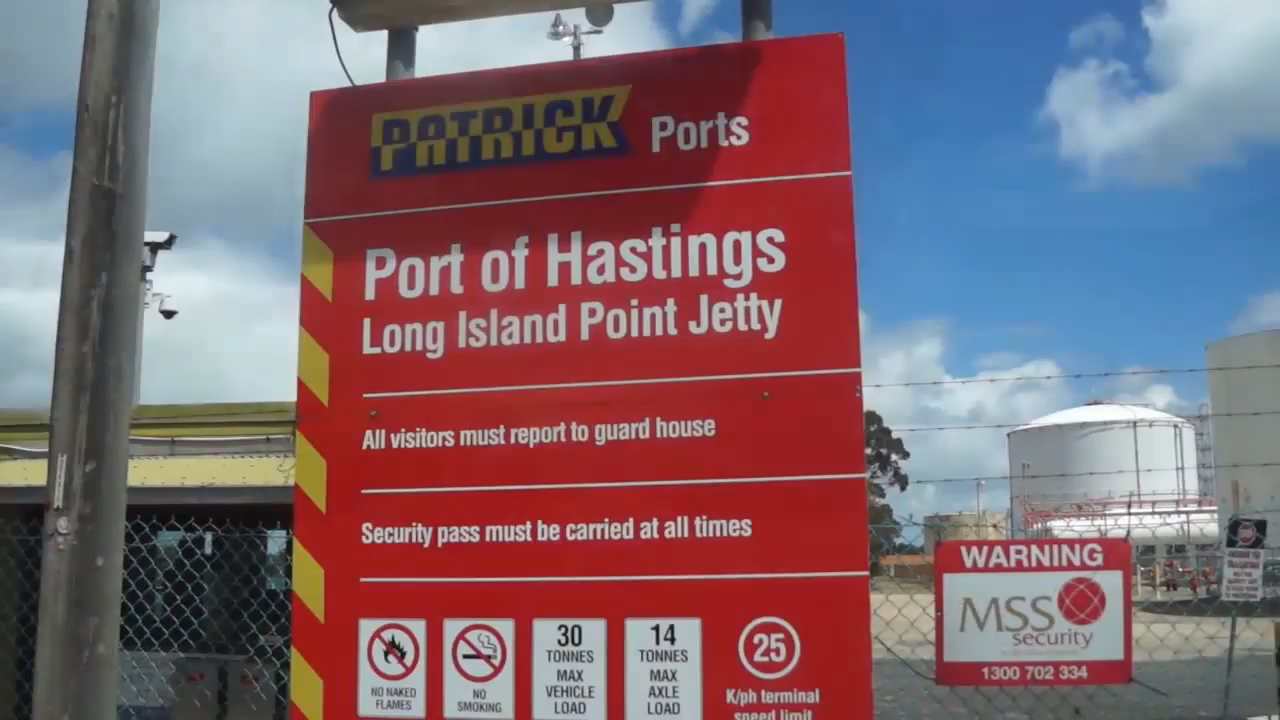 PATRICK Ports
Port of Hastings
Long Island Point Jetty
All visitors must report to guard house
Security pass must be carried at all times
NO NAKED
FLAMES
NO
SMOKING
30
TONNES
MAX
VEHICLE
LOAD
14
TONNES
MAX
AXLE
LOAD
25
K/ph terminal
speed limit
WARNING
MSS
security
1300 702 334